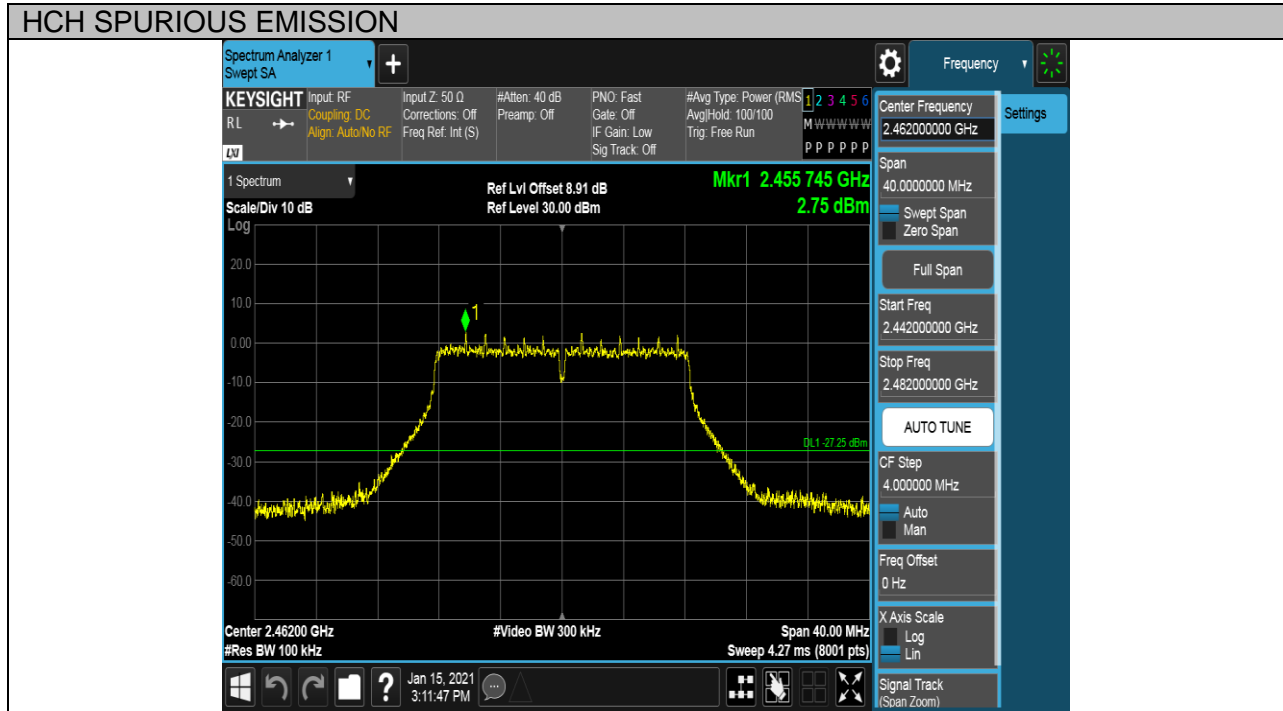 HCH SPURIOUS EMISSION
Spectrum Analyzer 1
Swept SA
+
Frequency
KEYSIGHT
RL
LXI
Input: RF
Coupling: DC
Align: Auto/No RF
Input Z: 50 Ω
Corrections: Off
Freq Ref: Int (S)
#Atten: 40 dB
Preamp: Off
PNO: Fast
Gate: Off
IF Gain: Low
Sig Track: Off
#Avg Type: Power (RMS
Avg|Hold: 100/100
Trig: Free Run
1 2 3 4 5 6
M W W W W W
P P P P P P
1 Spectrum
Scale/Div 10 dB
Log
Ref Lvl Offset 8.91 dB
Ref Level 30.00 dBm
Mkr1 2.455 745 GHz
2.75 dBm
20.0
10.0
0.00
-10.0
-20.0
-30.0
-40.0
-50.0
-60.0
1
DL1 -27.25 dBm
Center 2.46200 GHz
#Res BW 100 kHz
#Video BW 300 kHz
Span 40.00 MHz
Sweep 4.27 ms (8001 pts)
Center Frequency
2.462000000 GHz
Settings
Span
40.0000000 MHz
Swept Span
Zero Span
Full Span
Start Freq
2.442000000 GHz
Stop Freq
2.482000000 GHz
AUTO TUNE
CF Step
4.000000 MHz
Auto
Man
Freq Offset
0 Hz
X Axis Scale
Log
Lin
Signal Track
(Span Zoom)
?
Jan 15, 2021
3:11:47 PM